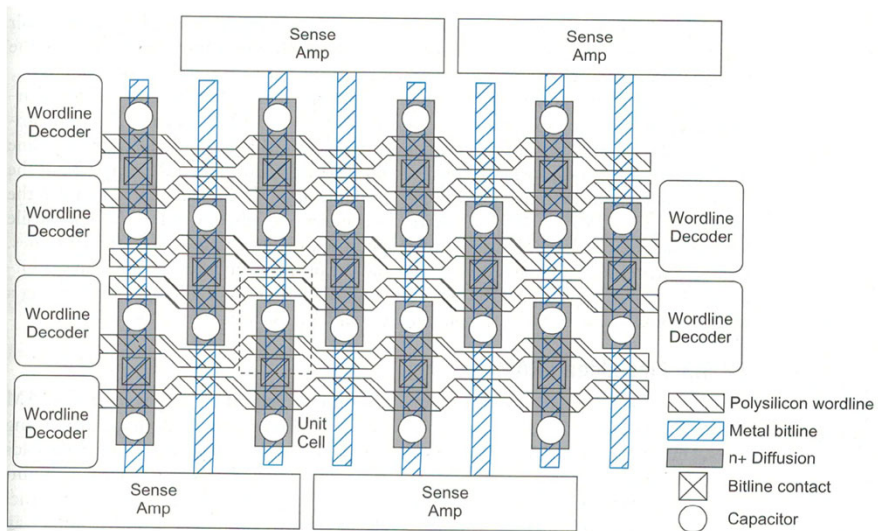 Sense
Amp
Sense
Amp
Wordline
Decoder
Wordline
Decoder
Wordline
Decoder
Wordline
Decoder
Wordline
Decoder
Wordline
Decoder
Unit
Cell
Polysilicon wordline
Metal bitline
n+ Diffusion
Bitline contact
Capacitor
Sense
Amp
Sense
Amp